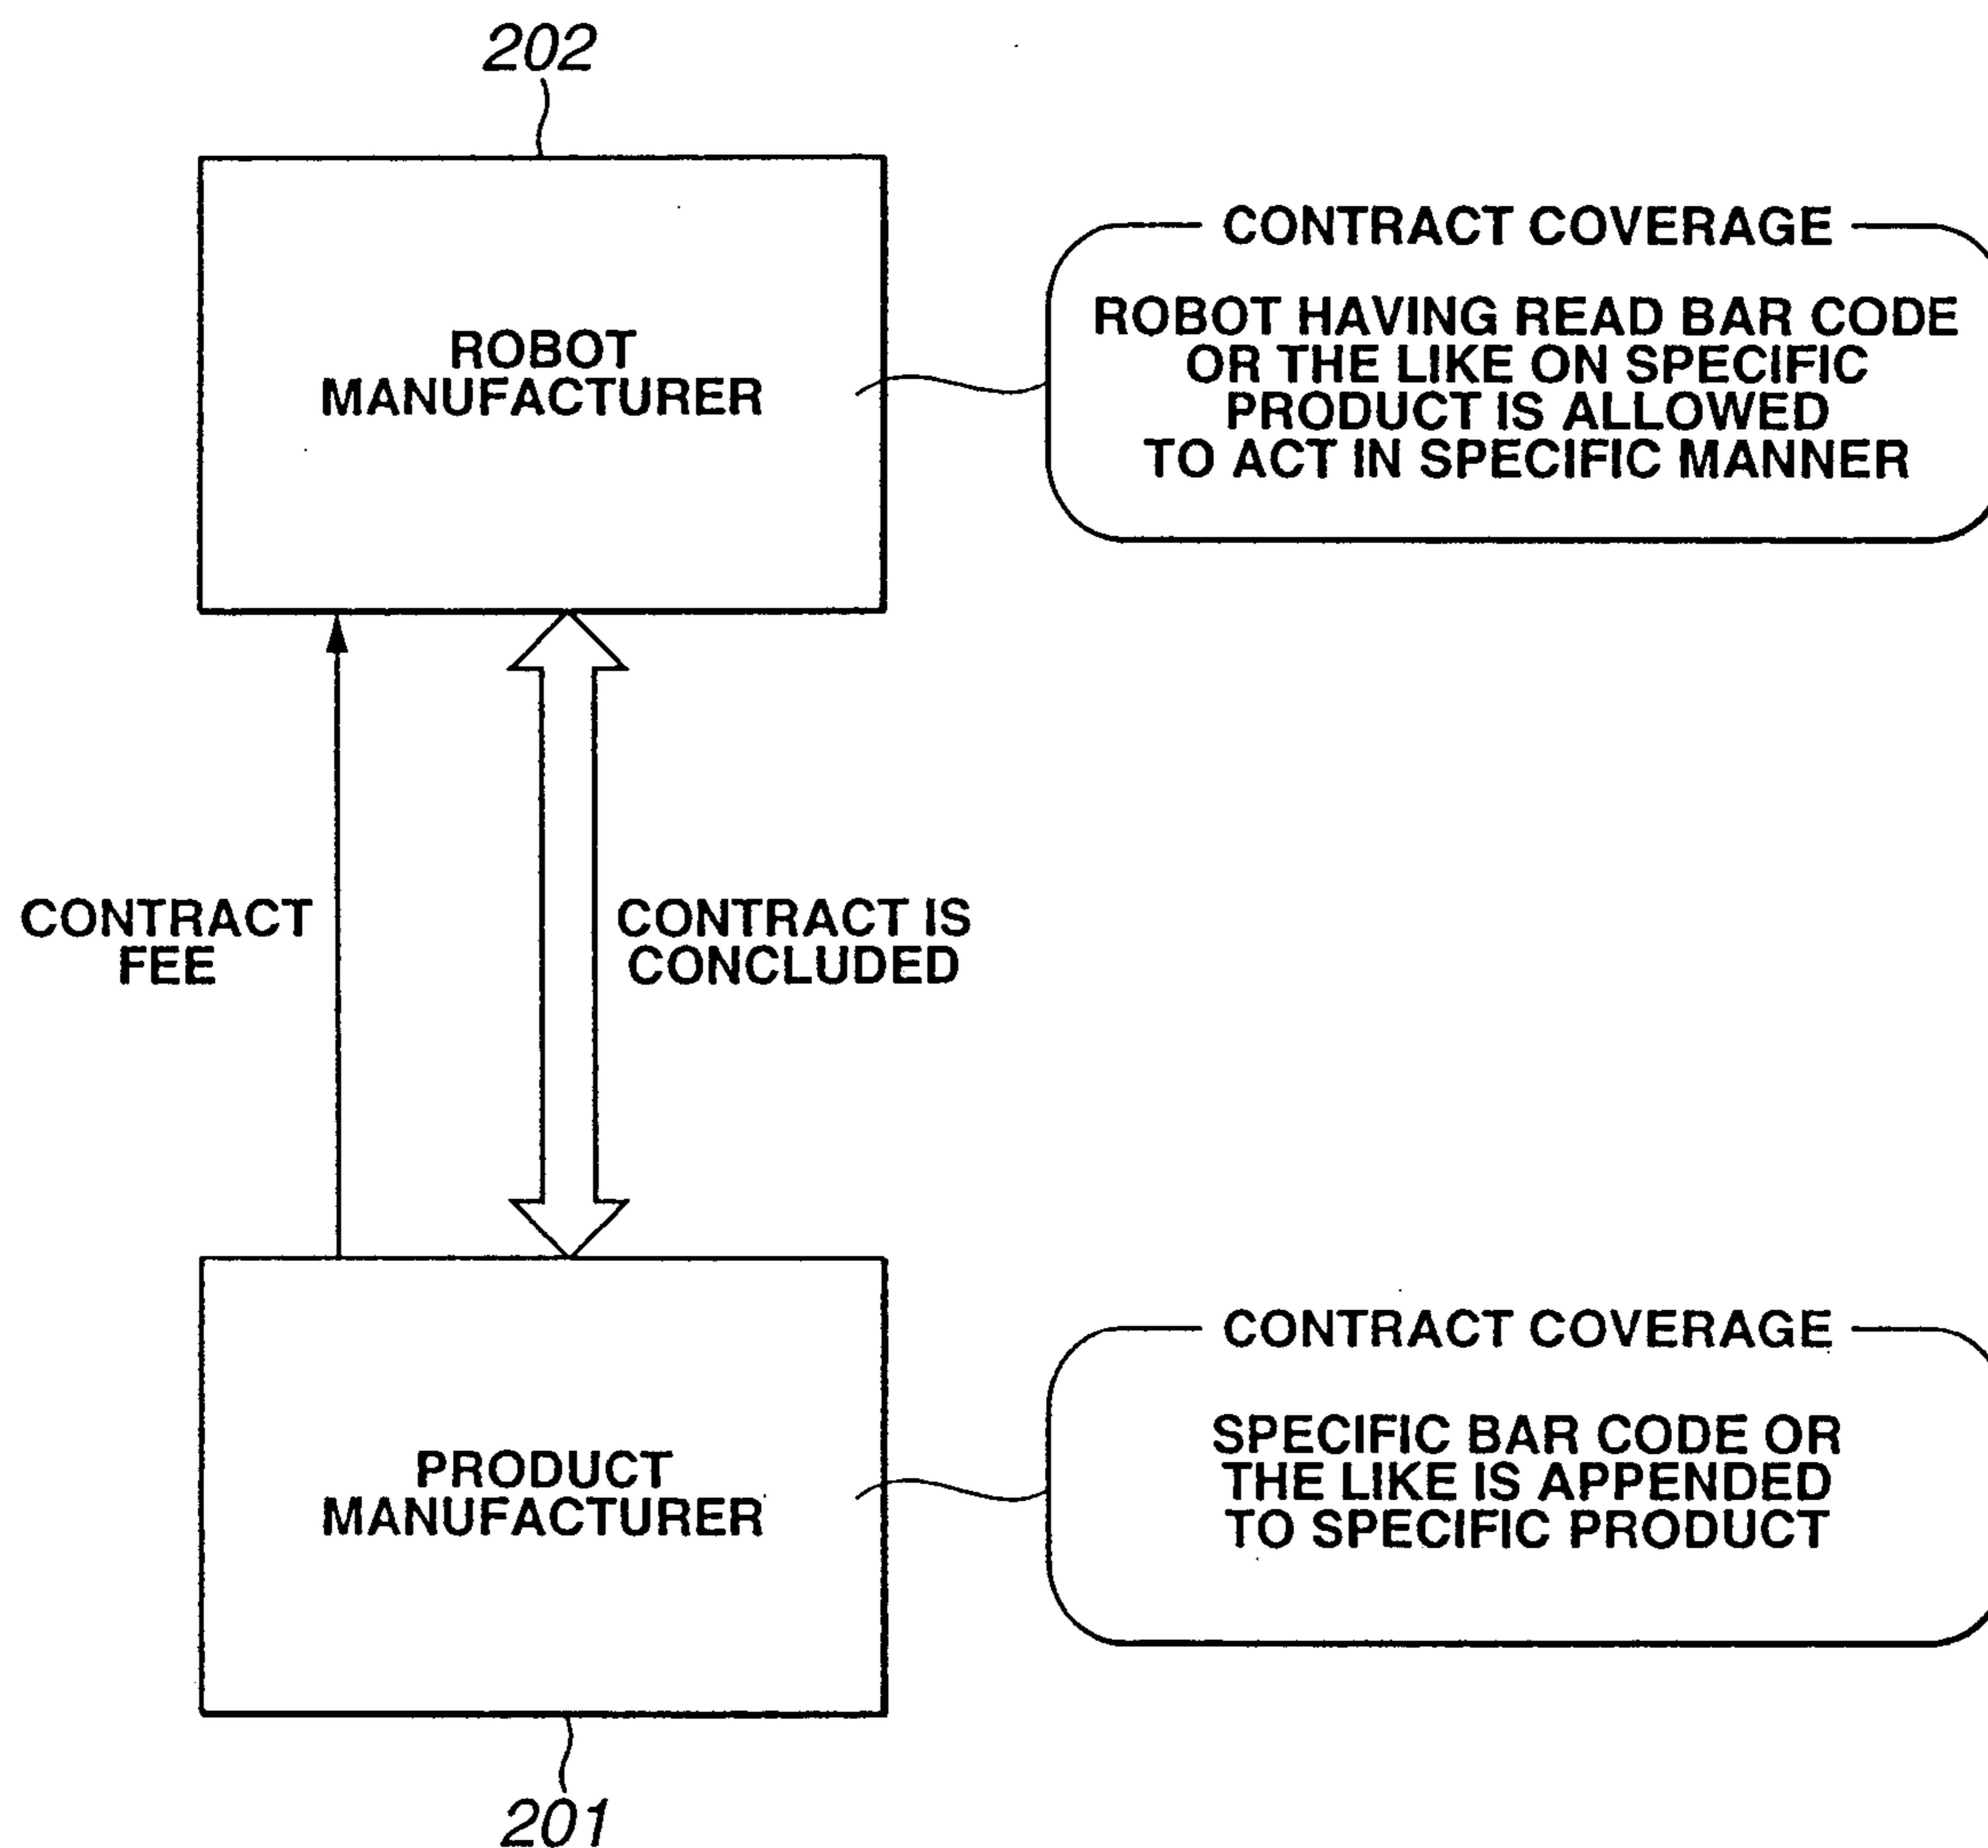 202
ROBOT
MANUFACTURER
CONTRACT COVERAGE
ROBOT HAVING READ BAR CODE
OR THE LIKE ON SPECIFIC
PRODUCT IS ALLOWED
TO ACT IN SPECIFIC MANNER
CONTRACT
FEE
CONTRACT IS
CONCLUDED
PRODUCT
MANUFACTURER
CONTRACT COVERAGE
SPECIFIC BAR CODE OR
THE LIKE IS APPENDED
TO SPECIFIC PRODUCT
201